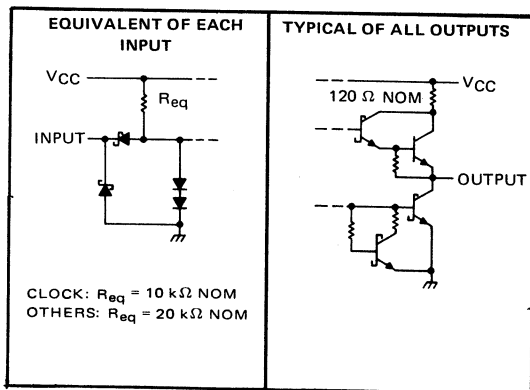 EQUIVALENT OF EACH
INPUT
VCC
Req
INPUT
CLOCK: Req = 10 kΩ NOM
OTHERS: Req = 20 kΩ NOM
TYPICAL OF ALL OUTPUTS
VCC
120 Ω NOM
OUTPUT